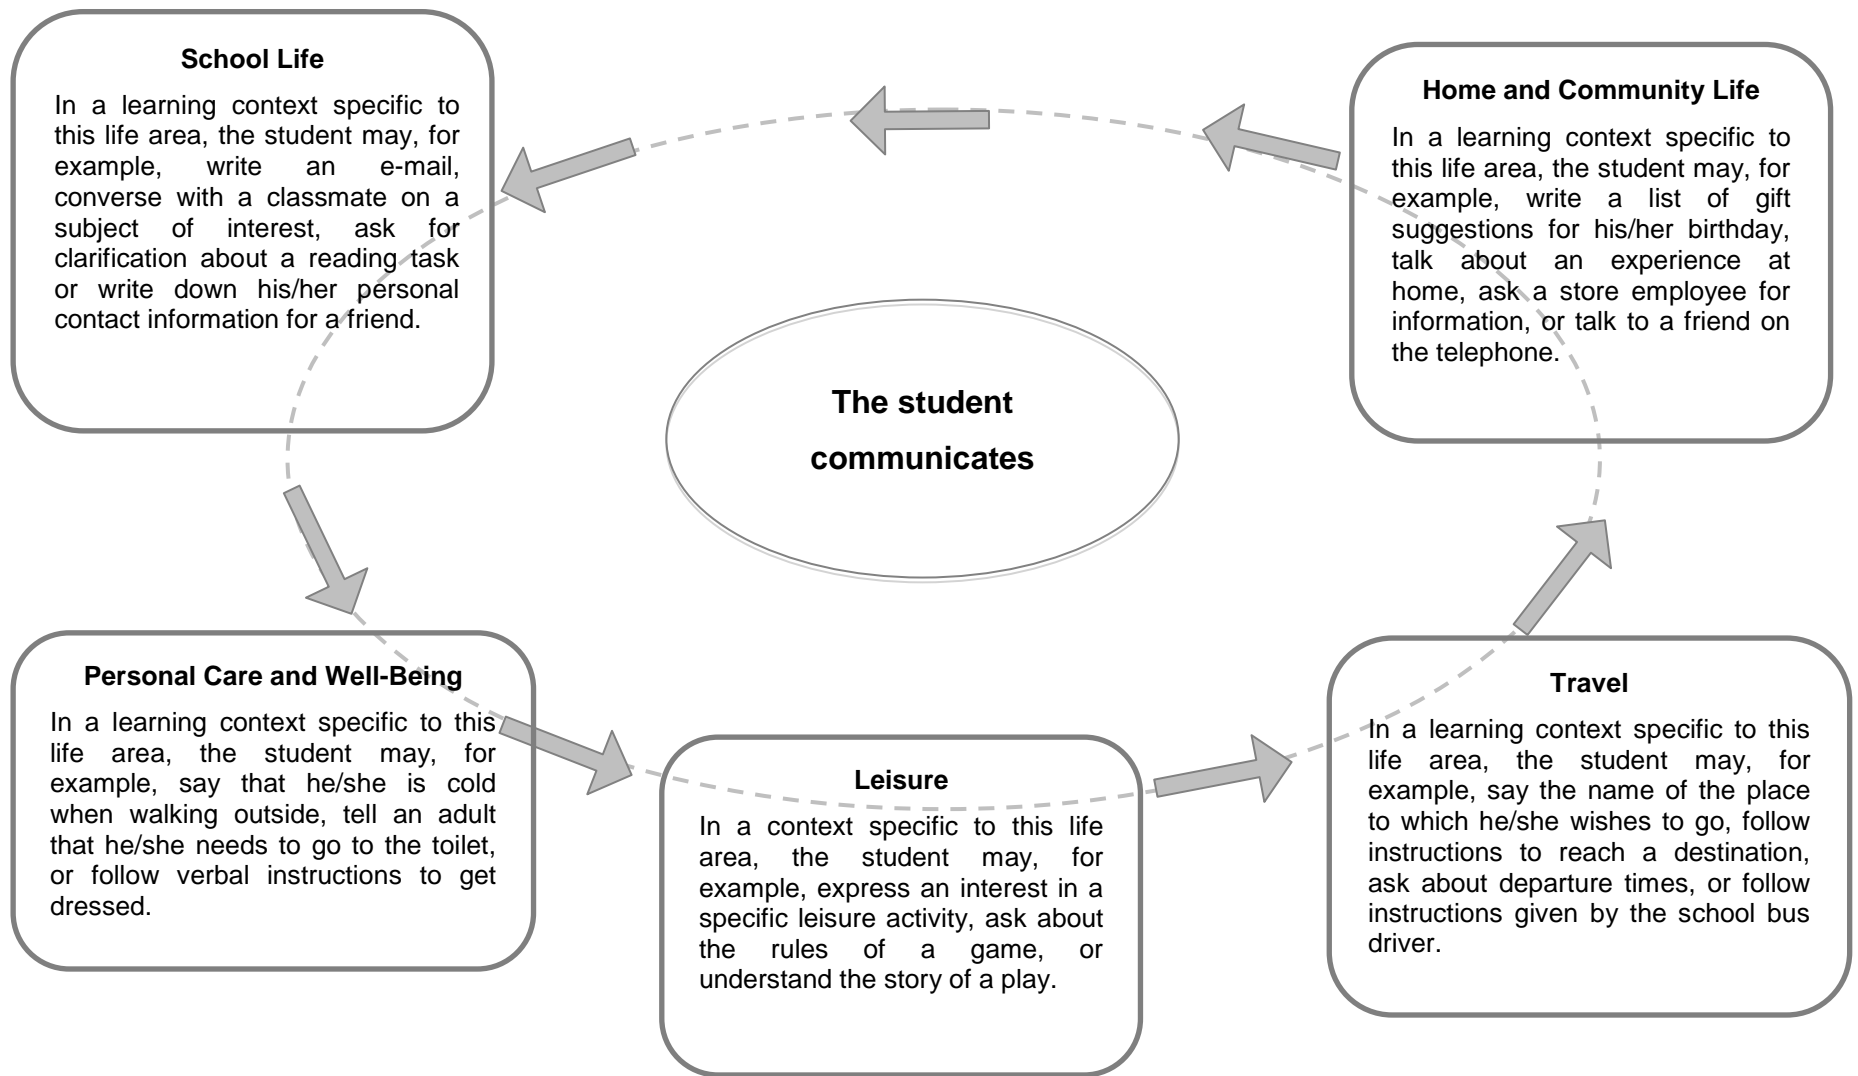 School Life
In a learning context specific to
this life area, the student may, for
example, write an e-mail,
converse with a classmate on a
subject of interest, ask for
clarification about a reading task
or write down his/her personal
contact information for a friend.
Home and Community Life
In a learning context specific to
this life area, the student may, for
example, write a list of gift
suggestions for his/her birthday,
talk about an experience at
home, ask a store employee for
information, or talk to a friend on
the telephone.
The student
communicates
Personal Care and Well-Being
In a learning context specific to this
life area, the student may, for
example, say that he/she is cold
when walking outside, tell an adult
that he/she needs to go to the toilet,
or follow verbal instructions to get
dressed.
Leisure
In a context specific to this life
area, the student may, for
example, express an interest in a
specific leisure activity, ask about
the rules of a game, or
understand the story of a play.
Travel
In a learning context specific to this
life area, the student may, for
example, say the name of the place
to which he/she wishes to go, follow
instructions to reach a destination,
ask about departure times, or follow
instructions given by the school bus
driver.